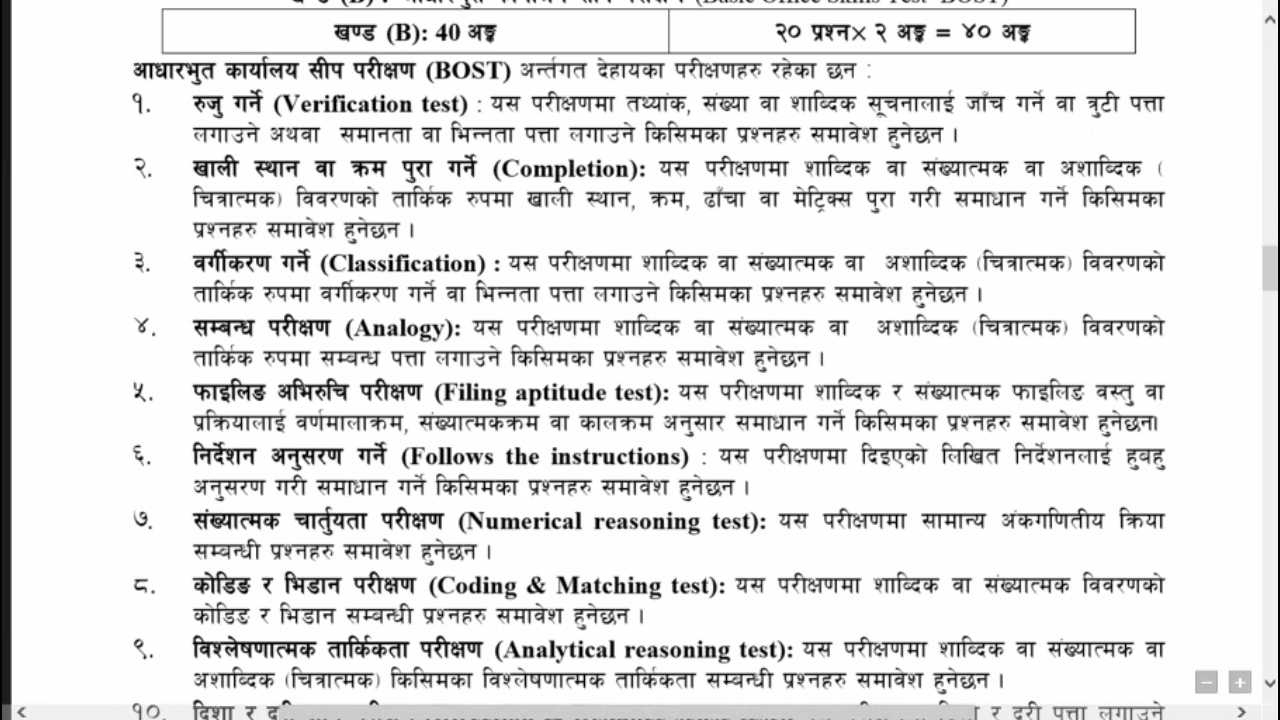 (Basic Office Skills Test- BOST)
खण्ड (B): 40 अङ्क २० प्रश्न× २ अङ्क = ४० अङ्क
आधारभुत कार्यालय सीप परीक्षण (BOST) अर्न्तगत देहायका परीक्षणहरु रहेका छन :
१. रुजु गर्ने (Verification test) : यस परीक्षणमा तथ्यांक, संख्या वा शाब्दिक सूचनालाई जाँच गर्ने वा त्रुटी पत्ता
लगाउने अथवा समानता वा भिन्नता पत्ता लगाउने किसिमका प्रश्नहरु समावेश हुनेछन ।
२. खाली स्थान वा क्रम पुरा गर्ने (Completion): यस परीक्षणमा शाब्दिक वा संख्यात्मक वा अशाब्दिक (
चित्रात्मक) विवरणको तार्किक रुपमा खाली स्थान, क्रम, ढाँचा वा मेट्रिक्स पुरा गरी समाधान गर्ने किसिमका
प्रश्नहरु समावेश हुनेछन ।
३. वर्गीकरण गर्ने (Classification) : यस परीक्षणमा शाब्दिक वा संख्यात्मक वा अशाब्दिक (चित्रात्मक) विवरणको
तार्किक रुपमा वर्गीकरण गर्ने वा भिन्नता पत्ता लगाउने किसिमका प्रश्नहरु समावेश हुनेछन ।
४. सम्बन्ध परीक्षण (Analogy): यस परीक्षणमा शाब्दिक वा संख्यात्मक वा अशाब्दिक (चित्रात्मक) विवरणको
तार्किक रुपमा सम्बन्ध पत्ता लगाउने किसिमका प्रश्नहरु समावेश हुनेछन ।
५. फाइलिङ अभिरुचि परीक्षण (Filing aptitude test): यस परीक्षणमा शाब्दिक र संख्यात्मक फाइलिङ वस्तु वा
प्रक्रियालाई वर्णमालाक्रम, संख्यात्मकक्रम वा कालक्रम अनुसार समाधान गर्ने किसिमका प्रश्नहरु समावेश हुनेछन।
६. निर्देशन अनुसरण गर्ने (Follows the instructions) : यस परीक्षणमा दिइएको लिखित निर्देशनलाई हुबहु
अनुसरण गरी समाधान गर्ने किसिमका प्रश्नहरु समावेश हुनेछन ।
७. संख्यात्मक चार्तुयता परीक्षण (Numerical reasoning test): यस परीक्षणमा सामान्य अंकगणितीय क्रिया
सम्बन्धी प्रश्नहरु समावेश हुनेछन ।
८. कोडिङ र भिडान परीक्षण (Coding & Matching test): यस परीक्षणमा शाब्दिक वा संख्यात्मक विवरणको
कोडिङ र भिडान सम्बन्धी प्रश्नहरु समावेश हुनेछन ।
९. विश्लेषणात्मक तार्किकता परीक्षण (Analytical reasoning test): यस परीक्षणमा शाब्दिक वा संख्यात्मक वा
अशाब्दिक (चित्रात्मक) किसिमका विश्लेषणात्मक तार्किकता सम्बन्धी प्रश्नहरु समावेश हुनेछन ।
१०. दिशा र र दुरी पत्ता लगाउने